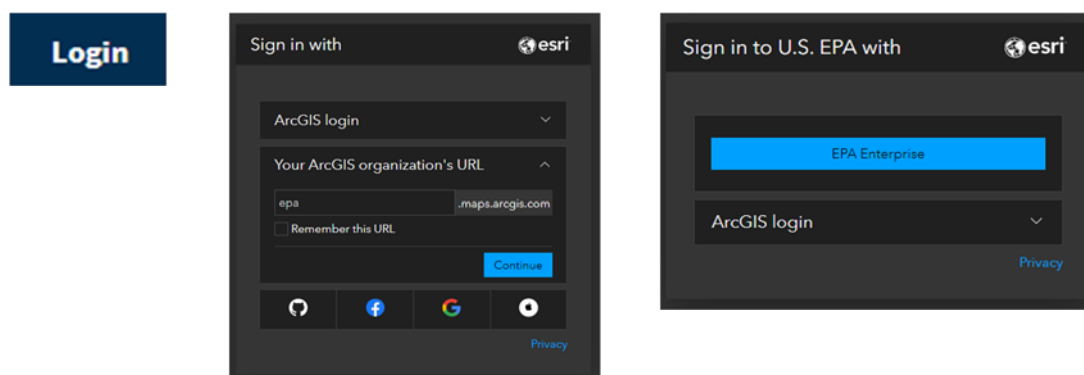 Login
Sign in with
esri
ArcGIS login
Your ArcGIS organization's URL
epa .maps.arcgis.com
Remember this URL
Continue
Privacy
Sign in to U.S. EPA with
esri
EPA Enterprise
ArcGIS login
Privacy